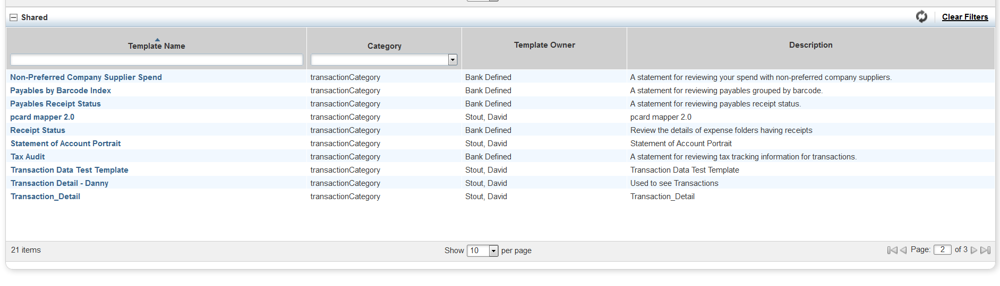 Shared Clear Filters
Template Name Category Template Owner Description
Non-Preferred Company Supplier Spend transactionCategory Bank Defined A statement for reviewing your spend with non-preferred company suppliers.
Payables by Barcode Index transactionCategory Bank Defined A statement for reviewing payables grouped by barcode.
Payables Receipt Status transactionCategory Bank Defined A statement for reviewing payables receipt status.
pcard mapper 2.0 transactionCategory Stout, David pcard mapper 2.0
Receipt Status transactionCategory Bank Defined Review the details of expense folders having receipts
Statement of Account Portrait transactionCategory Stout, David Statement of Account Portrait
Tax Audit transactionCategory Bank Defined A statement for reviewing tax tracking information for transactions.
Transaction Data Test Template transactionCategory Stout, David Transaction Data Test Template
Transaction Detail - Danny transactionCategory Stout, David Used to see Transactions
Transaction_Detail transactionCategory Stout, David Transaction_Detail
21 items Show 10 per page Page: 2 of 3